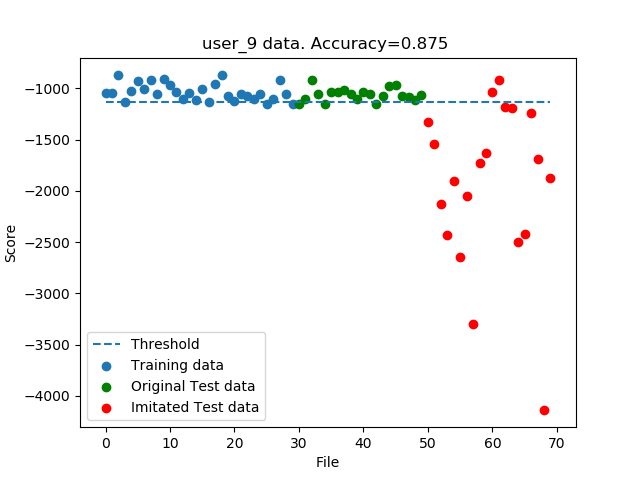 user_9 data. Accuracy=0.875
Score
−1000
−1500
−2000
−2500
−3000
−3500
−4000
Threshold
Training data
Original Test data
Imitated Test data
0 10 20 30 40 50 60 70
File